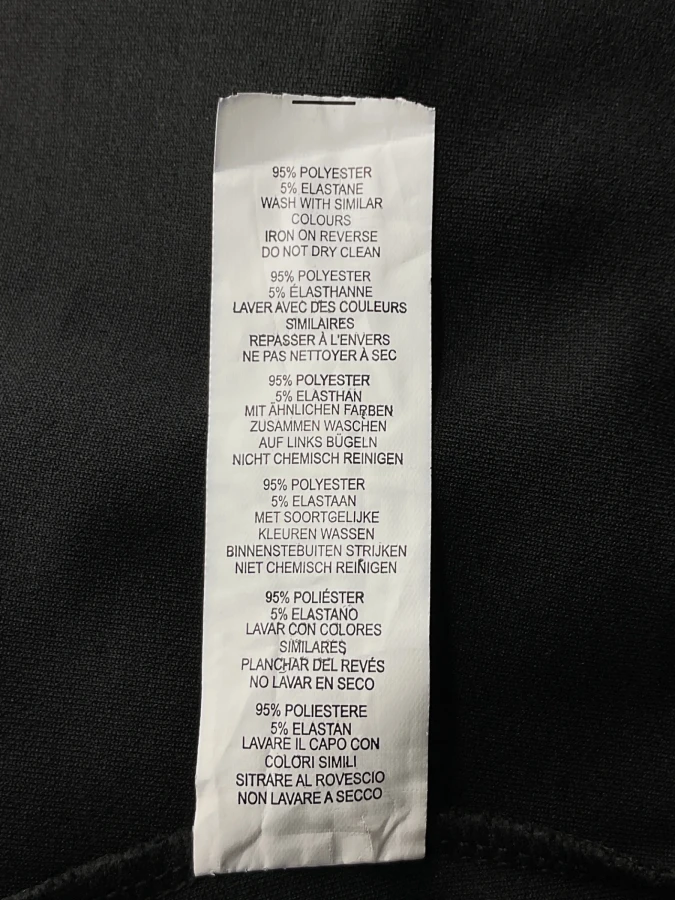 95% POLYESTER
5% ELASTANE
WASH WITH SIMILAR
COLOURS
IRON ON REVERSE
DO NOT DRY CLEAN
95% POLYESTER
5% ÉLASTHANNE
LAVER AVEC DES COULEURS
SIMILAIRES
REPASSER À L'ENVERS
NE PAS NETTOYER À SEC
95% POLYESTER
5% ELASTHAN
MIT ÄHNLICHEN FARBEN
ZUSAMMEN WASCHEN
AUF LINKS BÜGELN
NICHT CHEMISCH REINIGEN
95% POLYESTER
5% ELASTAAN
MET SOORTGELIJKE
KLEUREN WASSEN
BINNENSTEBUITEN STRIJKEN
NIET CHEMISCH REINIGEN
95% POLIÉSTER
5% ELASTANO
LAVAR CON COLORES
SIMILARES
PLANCHAR DEL REVÉS
NO LAVAR EN SECO
95% POLIESTERE
5% ELASTAN
LAVARE IL CAPO CON
COLORI SIMILI
SITRARE AL ROVESCIO
NON LAVARE A SECCO